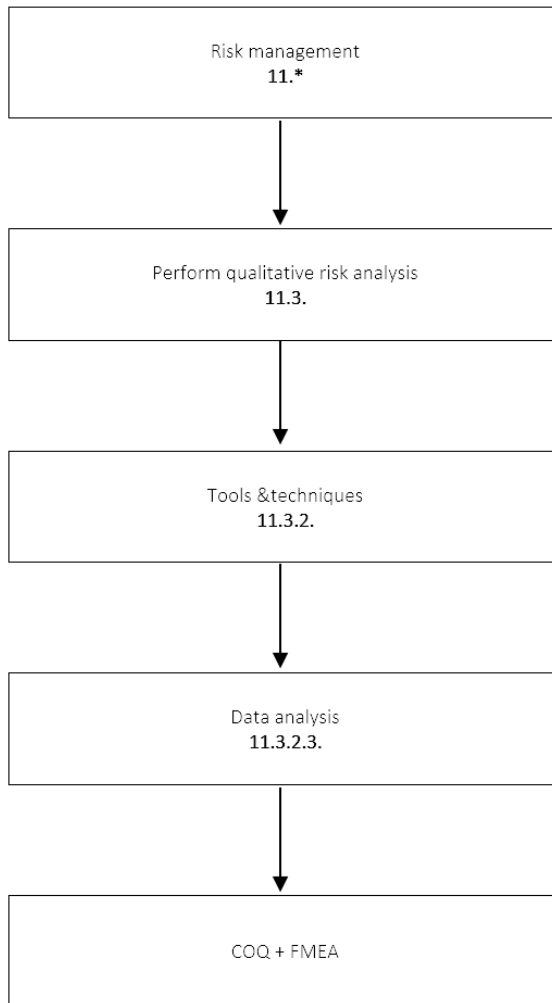 Risk management
11.*
Perform qualitative risk analysis
11.3.
Tools &techniques
11.3.2.
Data analysis
11.3.2.3.
COQ + FMEA